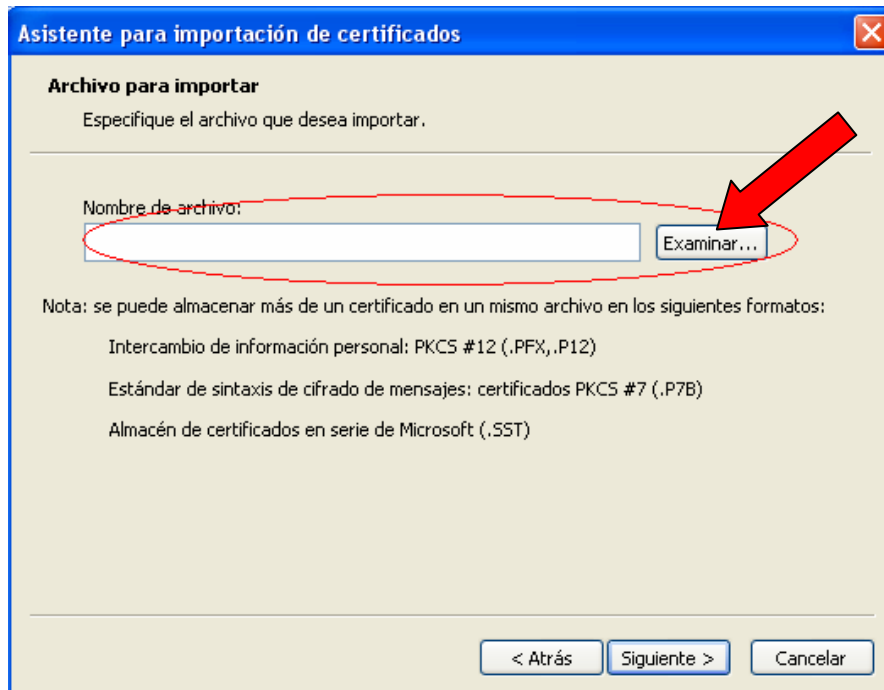 Asistente para importación de certificados
Archivo para importar
Especifique el archivo que desea importar.
Nombre de archivo:
Examinar...
Nota: se puede almacenar más de un certificado en un mismo archivo en los siguientes formatos:
Intercambio de información personal: PKCS #12 (.PFX,.P12)
Estándar de sintaxis de cifrado de mensajes: certificados PKCS #7 (.P7B)
Almacén de certificados en serie de Microsoft (.SST)
< Atrás
Siguiente >
Cancelar